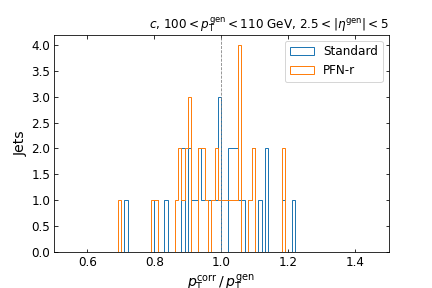 c, 100 < p_T^gen < 110 GeV, 2.5 < |η^gen| < 5
4.0
3.5
3.0
2.5
2.0
1.5
1.0
0.5
0.0
Jets
Standard
PFN-r
0.6 0.8 1.0 1.2 1.4
p_T^corr / p_T^gen